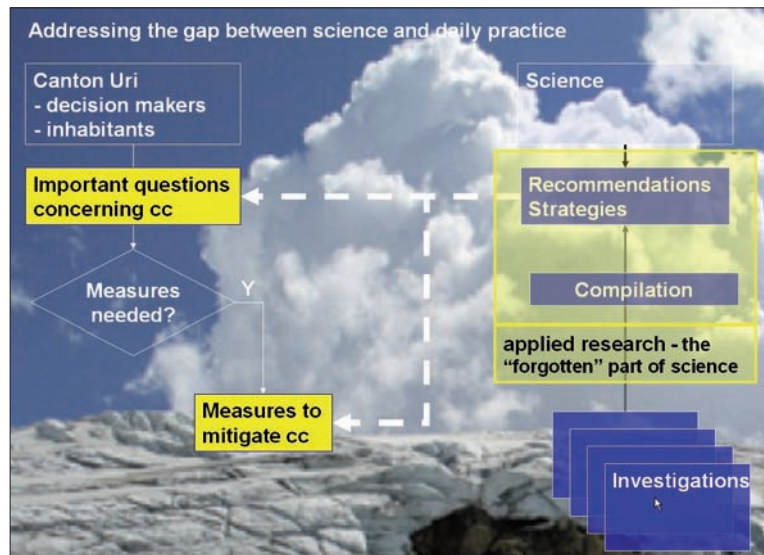 Addressing the gap between science and daily practice
Canton Uri
- decision makers
- inhabitants
Important questions
concerning cc
Measures
needed?
Y
Measures to
mitigate cc
Science
Recommendations
Strategies
Compilation
applied research - the
“forgotten” part of science
Investigations